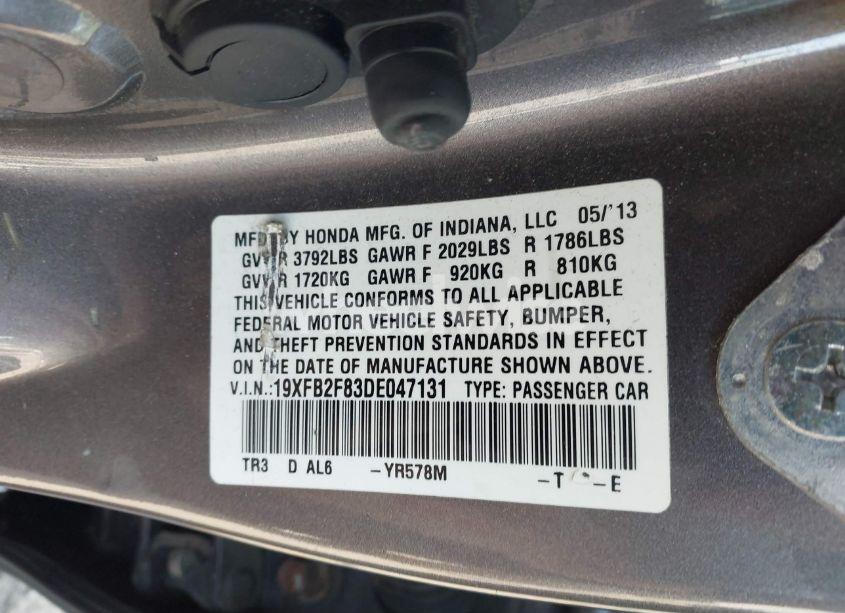 MFD BY HONDA MFG. OF INDIANA, LLC 05/'13
GVWR 3792LBS GAWR F 2029LBS R 1786LBS
GVWR 1720KG GAWR F 920KG R 810KG
THIS VEHICLE CONFORMS TO ALL APPLICABLE
FEDERAL MOTOR VEHICLE SAFETY, BUMPER,
AND THEFT PREVENTION STANDARDS IN EFFECT
ON THE DATE OF MANUFACTURE SHOWN ABOVE.
V.I.N.:19XFB2F83DE047131 TYPE: PASSENGER CAR
TR3 D AL6 -YR578M -T -E